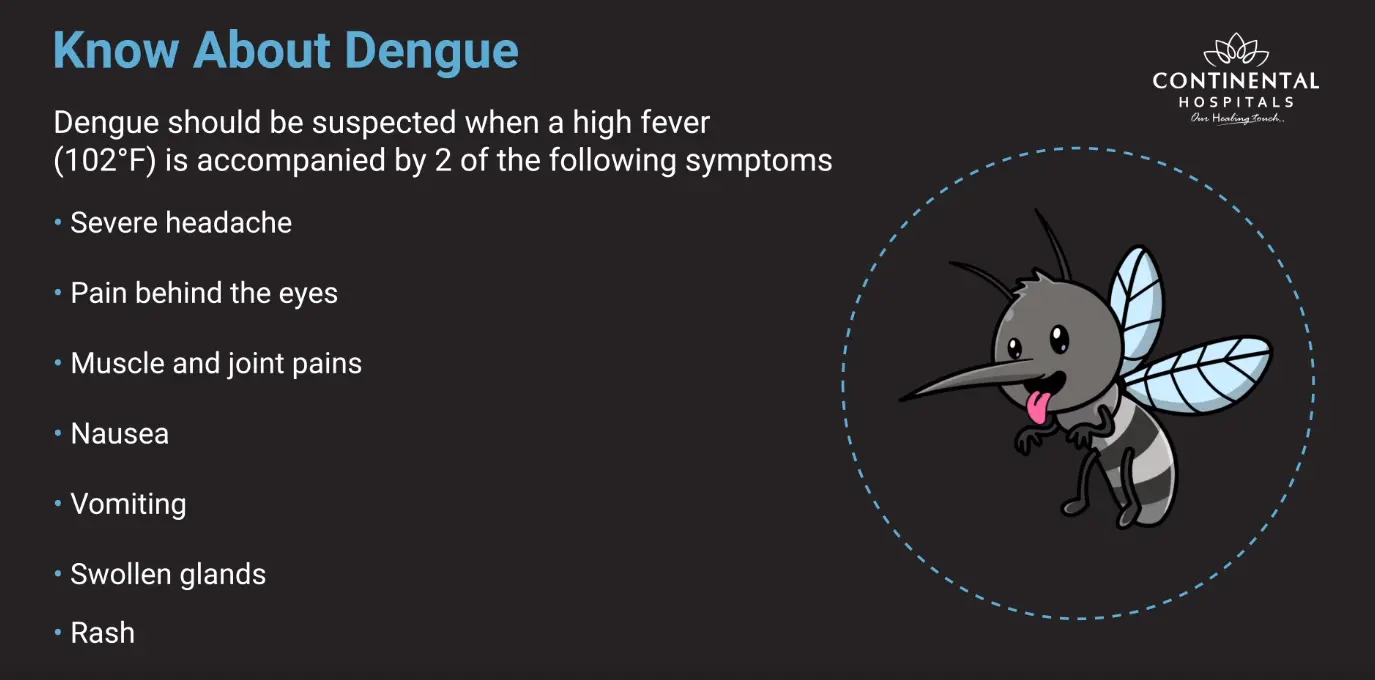 Know About Dengue
CONTINENTAL
HOSPITALS
Our Healing Touch..
Dengue should be suspected when a high fever
(102°F) is accompanied by 2 of the following symptoms
• Severe headache
• Pain behind the eyes
• Muscle and joint pains
• Nausea
• Vomiting
• Swollen glands
• Rash